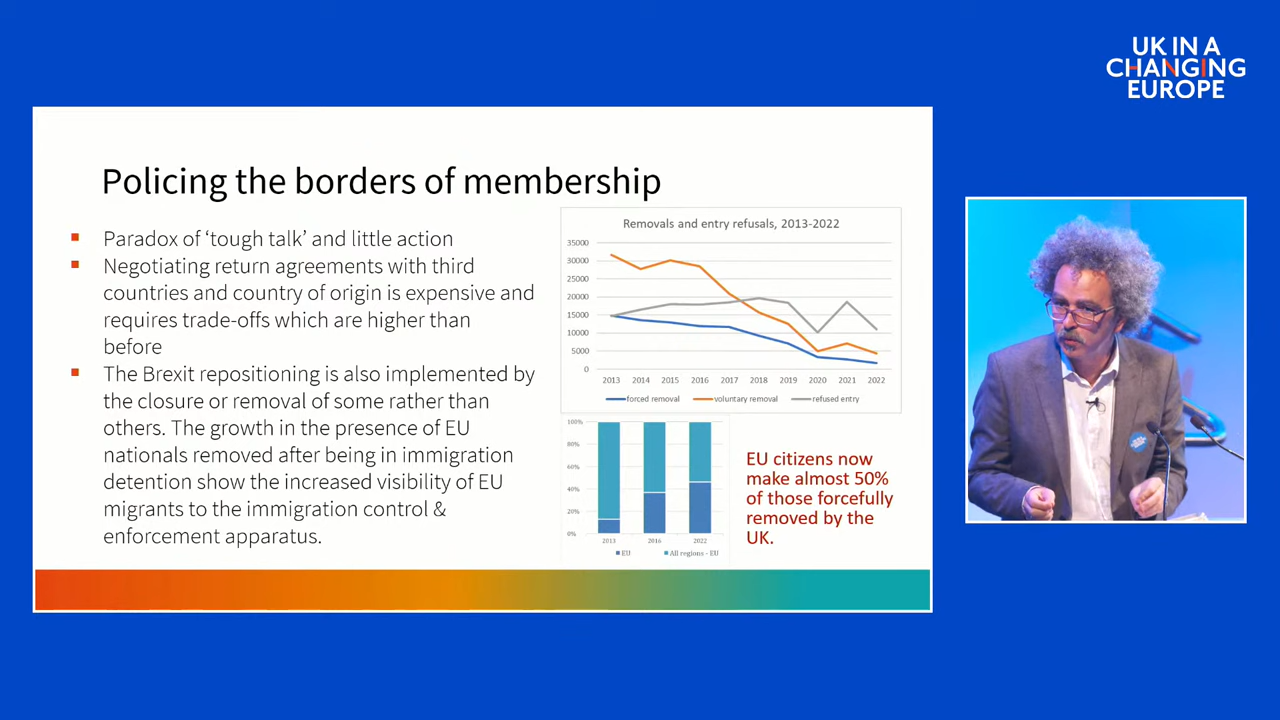 UK IN A
CHANGING
EUROPE
Policing the borders of membership
Paradox of ‘tough talk’ and little action
Negotiating return agreements with third
countries and country of origin is expensive and
requires trade-offs which are higher than
before
The Brexit repositioning is also implemented by
the closure or removal of some rather than
others. The growth in the presence of EU
nationals removed after being in immigration
detention show the increased visibility of EU
migrants to the immigration control &
enforcement apparatus.
Removals and entry refusals, 2013-2022
35000
30000
25000
20000
15000
10000
5000
0
2013 2014 2015 2016 2017 2018 2019 2020 2021 2022
forced removal voluntary removal refused entry
100%
80%
60%
40%
20%
0%
2013 2016 2022
EU All regions - EU
EU citizens now
make almost 50%
of those forcefully
removed by the
UK.